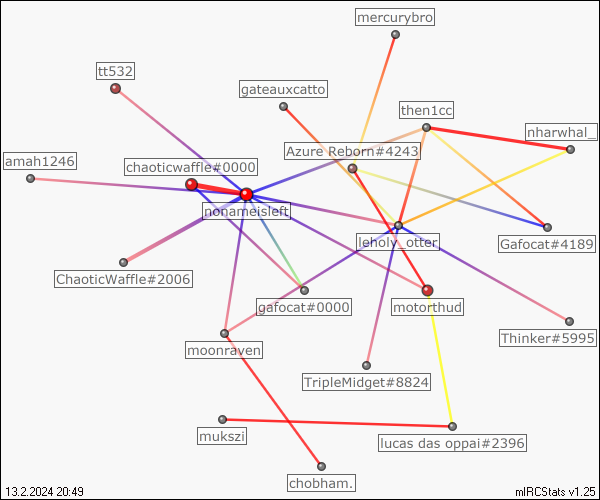 mercurybro
tt532
gateauxcatto
then1cc
nharwhal_
Azure Reborn#4243
amah1246
chaoticwaffle#0000
nonameisleft
leholy_otter
Gafocat#4189
ChaoticWaffle#2006
gafocat#0000
motorthud
Thinker#5995
moonraven
TripleMidget#8824
mukszi
lucas das oppai#2396
chobham.
13.2.2024 20:49
mIRCStats v1.25